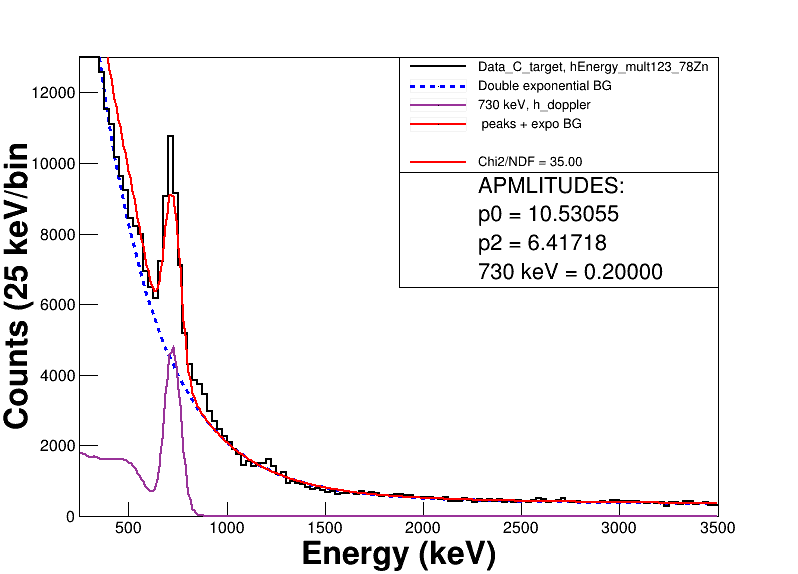 Data_C_target, hEnergy_mult123_78Zn
Double exponential BG
730 keV, h_doppler
peaks + expo BG
Chi2/NDF = 35.00
APMLITUDES:
p0 = 10.53055
p2 = 6.41718
730 keV = 0.20000
Counts (25 keV/bin
12000
10000
8000
6000
4000
2000
0
500 1000 1500 2000 2500 3000 3500
Energy (keV)